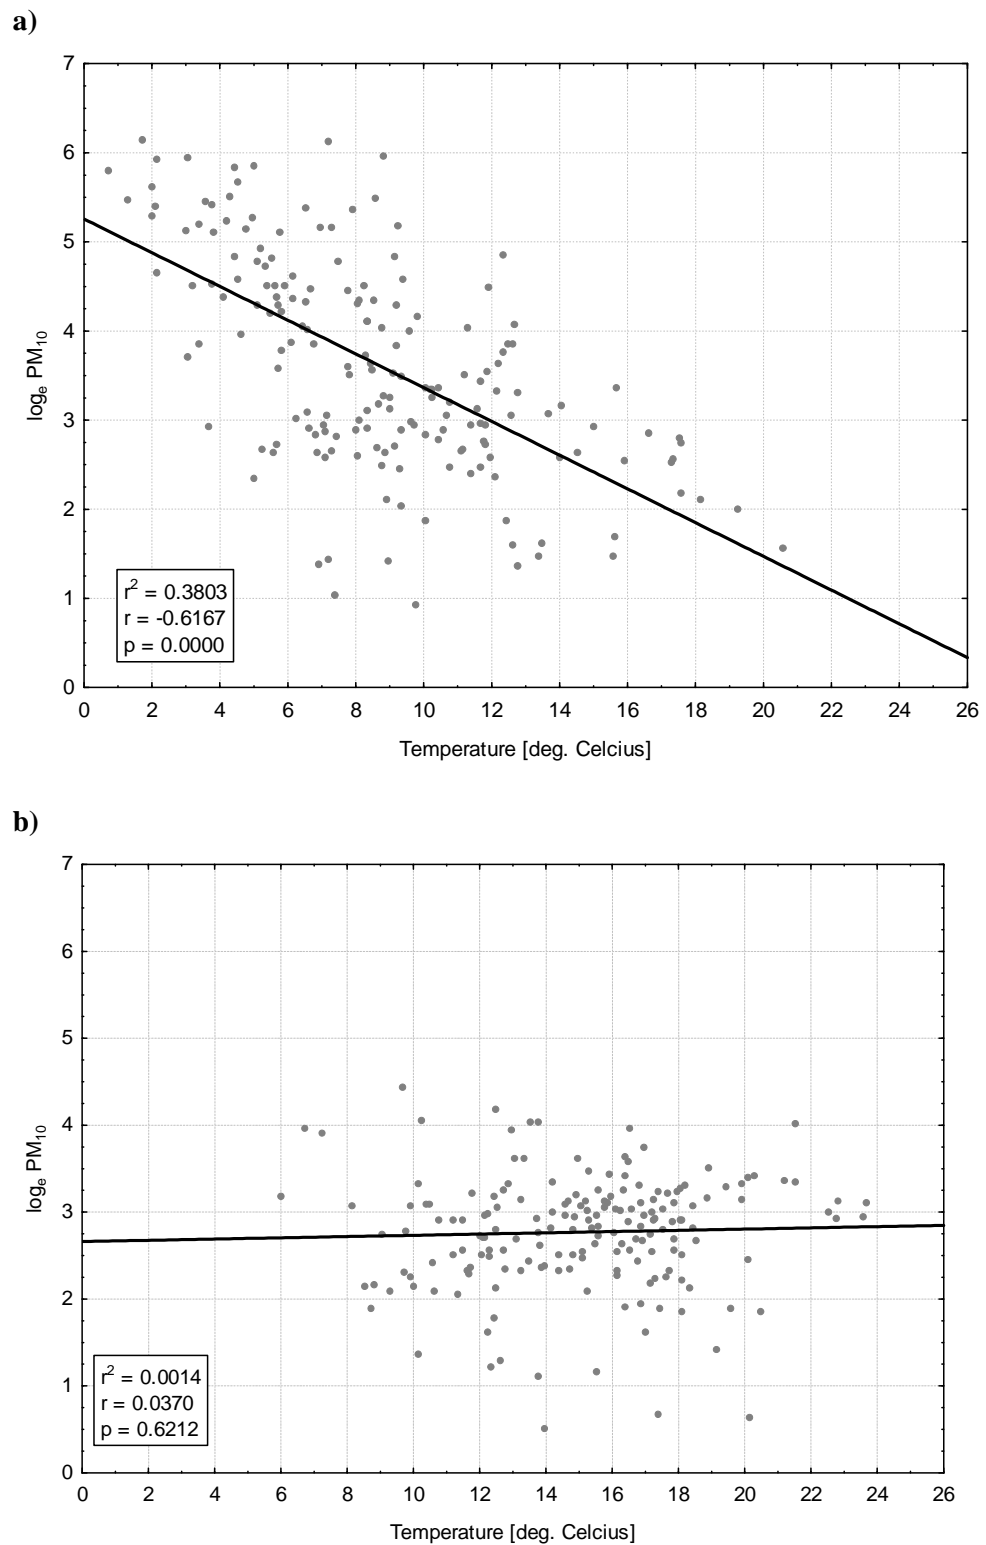 a)
7
6
5
4
3
2
1
0
logₑ PM₁₀
r² = 0.3803
r = -0.6167
p = 0.0000
0 2 4 6 8 10 12 14 16 18 20 22 24 26
Temperature [deg. Celcius]
b)
7
6
5
4
3
2
1
0
logₑ PM₁₀
r² = 0.0014
r = 0.0370
p = 0.6212
0 2 4 6 8 10 12 14 16 18 20 22 24 26
Temperature [deg. Celcius]